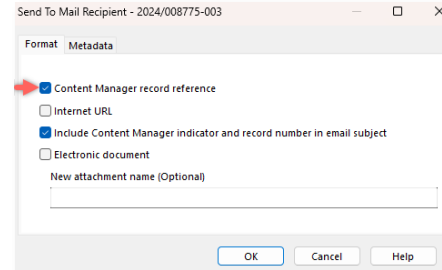 Send To Mail Recipient - 2024/008775-003
Format Metadata
Content Manager record reference
Internet URL
Include Content Manager indicator and record number in email subject
Electronic document
New attachment name (Optional)
OK Cancel Help